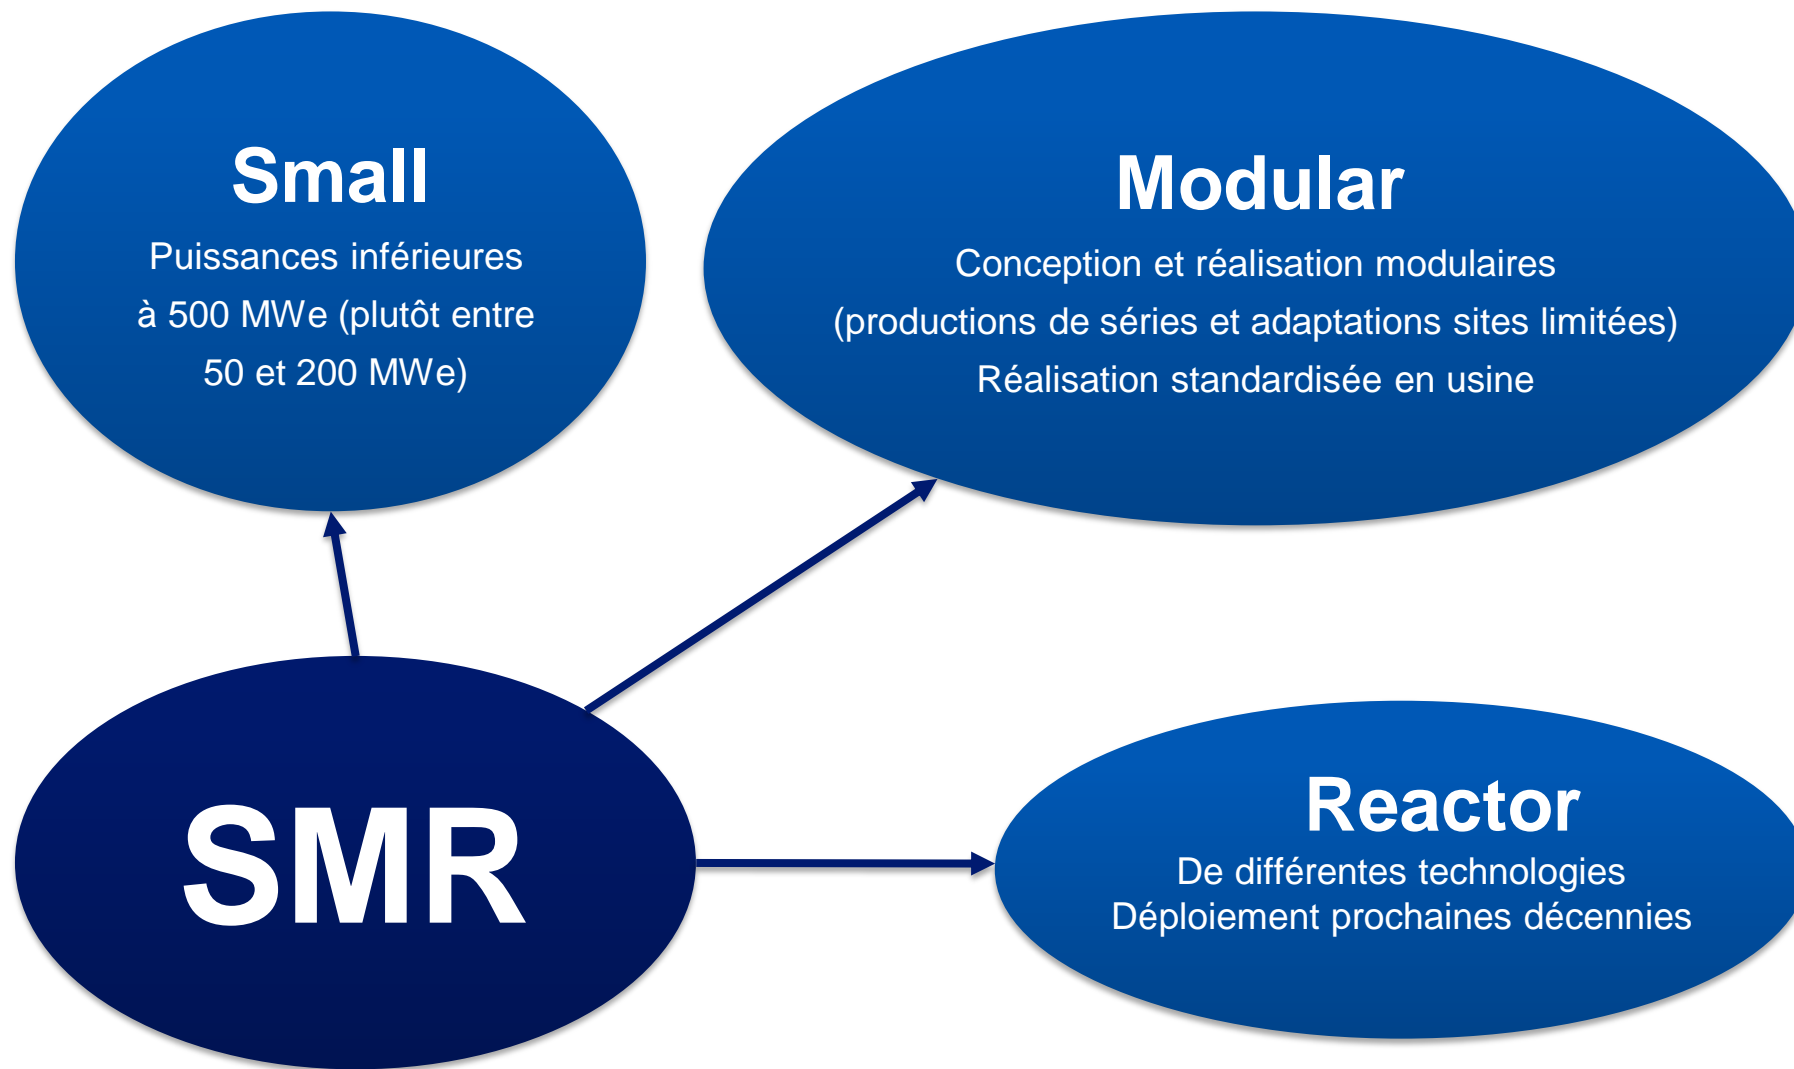 Small
Puissances inférieures
à 500 MWe (plutôt entre
50 et 200 MWe)
Modular
Conception et réalisation modulaires
(productions de séries et adaptations sites limitées)
Réalisation standardisée en usine
SMR
Reactor
De différentes technologies
Déploiement prochaines décennies